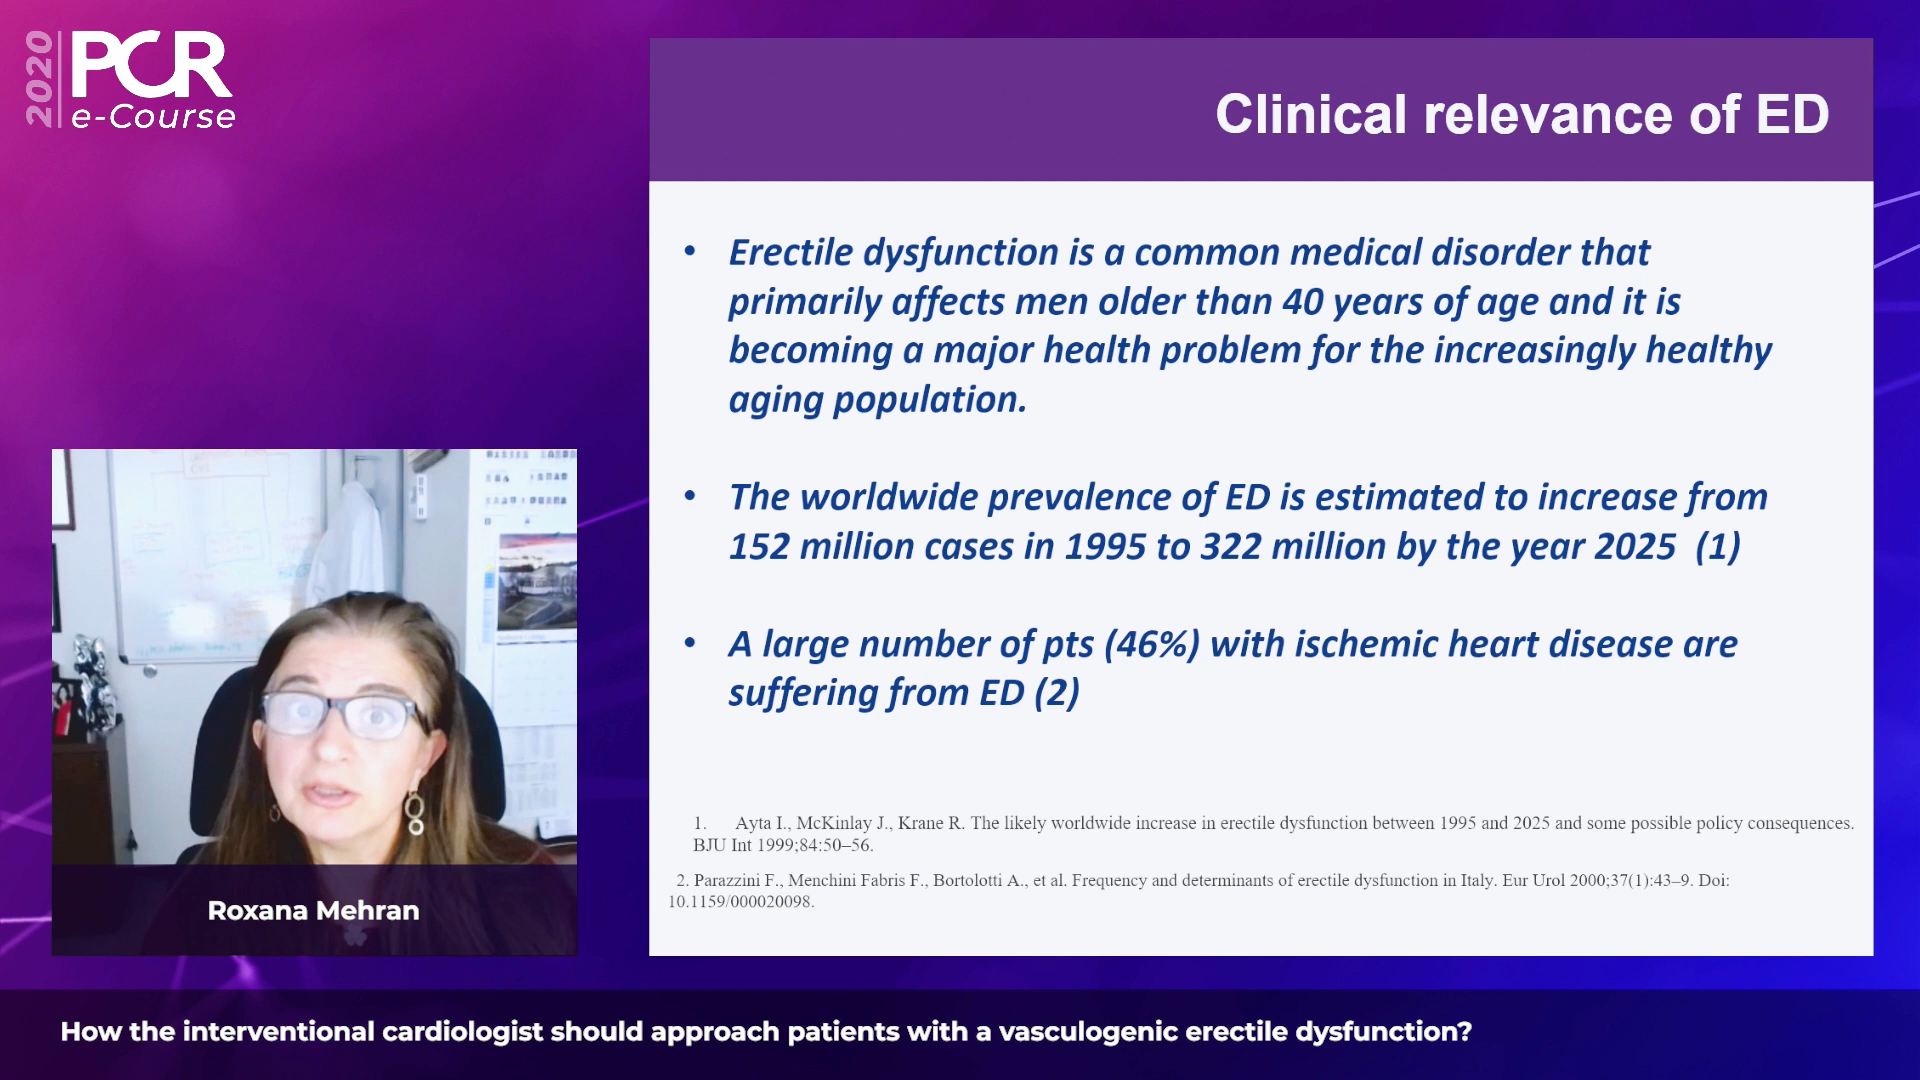 2020
PCR
e-Course
Clinical relevance of ED
• Erectile dysfunction is a common medical disorder that
primarily affects men older than 40 years of age and it is
becoming a major health problem for the increasingly healthy
aging population.
• The worldwide prevalence of ED is estimated to increase from
152 million cases in 1995 to 322 million by the year 2025 (1)
• A large number of pts (46%) with ischemic heart disease are
suffering from ED (2)
1. Ayta I., McKinlay J., Krane R. The likely worldwide increase in erectile dysfunction between 1995 and 2025 and some possible policy consequences.
BJU Int 1999;84:50–56.
2. Parazzini F., Menchini Fabris F., Bortolotti A., et al. Frequency and determinants of erectile dysfunction in Italy. Eur Urol 2000;37(1):43–9. Doi:
10.1159/000020098.
Roxana Mehran
How the interventional cardiologist should approach patients with a vasculogenic erectile dysfunction?